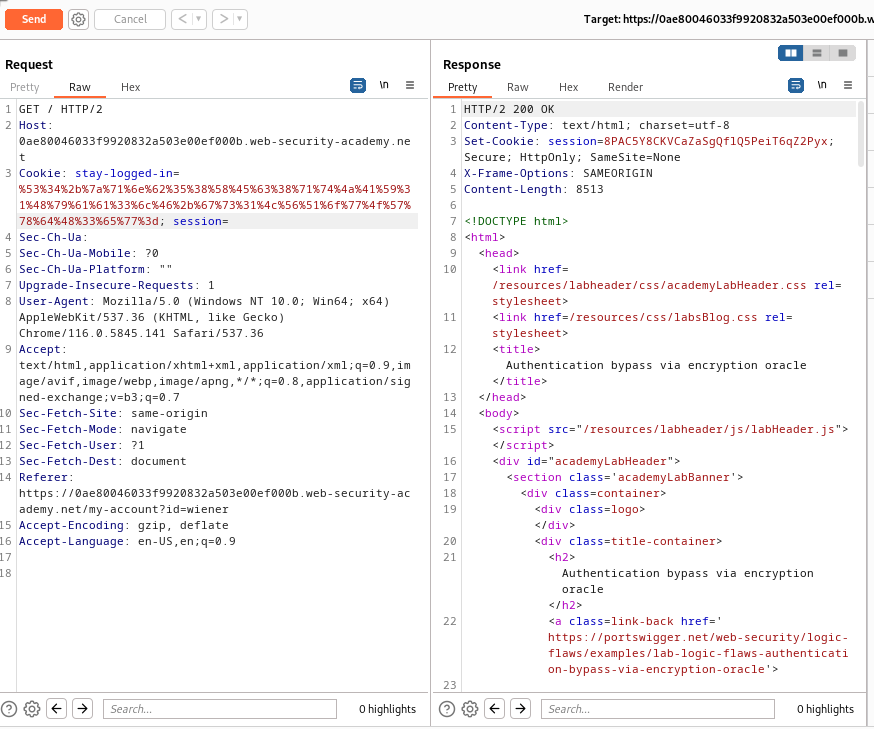 Send
Cancel
Target: https://0ae80046033f9920832a503e00ef000b.w
Request
Response
Pretty Raw Hex \n
Pretty Raw Hex Render \n
1 GET / HTTP/2
2 Host:
0ae80046033f9920832a503e00ef000b.web-security-academy.ne
t
3 Cookie: stay-logged-in=
%53%34%2b%7a%71%6e%62%35%38%58%45%63%38%71%74%4a%41%59%3
1%48%79%61%61%33%6c%46%2b%67%73%31%4c%56%51%6f%77%4f%57%
78%64%48%33%65%77%3d; session=
4 Sec-Ch-Ua:
5 Sec-Ch-Ua-Mobile: ?0
6 Sec-Ch-Ua-Platform: ""
7 Upgrade-Insecure-Requests: 1
8 User-Agent: Mozilla/5.0 (Windows NT 10.0; Win64; x64)
AppleWebKit/537.36 (KHTML, like Gecko)
Chrome/116.0.5845.141 Safari/537.36
9 Accept:
text/html,application/xhtml+xml,application/xml;q=0.9,im
age/avif,image/webp,image/apng,*/*;q=0.8,application/sig
ned-exchange;v=b3;q=0.7
10 Sec-Fetch-Site: same-origin
11 Sec-Fetch-Mode: navigate
12 Sec-Fetch-User: ?1
13 Sec-Fetch-Dest: document
14 Referer:
https://0ae80046033f9920832a503e00ef000b.web-security-ac
ademy.net/my-account?id=wiener
15 Accept-Encoding: gzip, deflate
16 Accept-Language: en-US,en;q=0.9
17
18
1 HTTP/2 200 OK
2 Content-Type: text/html; charset=utf-8
3 Set-Cookie: session=8PAC5Y8CKVCaZaSgQflQ5PeiT6qZ2Pyx;
Secure; HttpOnly; SameSite=None
4 X-Frame-Options: SAMEORIGIN
5 Content-Length: 8513
6
7 <!DOCTYPE html>
8 <html>
9 <head>
10 <link href=
/resources/labheader/css/academyLabHeader.css rel=
stylesheet>
11 <link href=/resources/css/labsBlog.css rel=
stylesheet>
12 <title>
Authentication bypass via encryption oracle
</title>
13 </head>
14 <body>
15 <script src="/resources/labheader/js/labHeader.js">
</script>
16 <div id="academyLabHeader">
17 <section class='academyLabBanner'>
18 <div class=container>
19 <div class=logo>
</div>
20 <div class=title-container>
21 <h2>
Authentication bypass via encryption
oracle
</h2>
22 <a class=link-back href='
https://portswigger.net/web-security/logic-
flaws/examples/lab-logic-flaws-authenticati
on-bypass-via-encryption-oracle'>
23
Search...
0 highlights
Search...
0 highlights